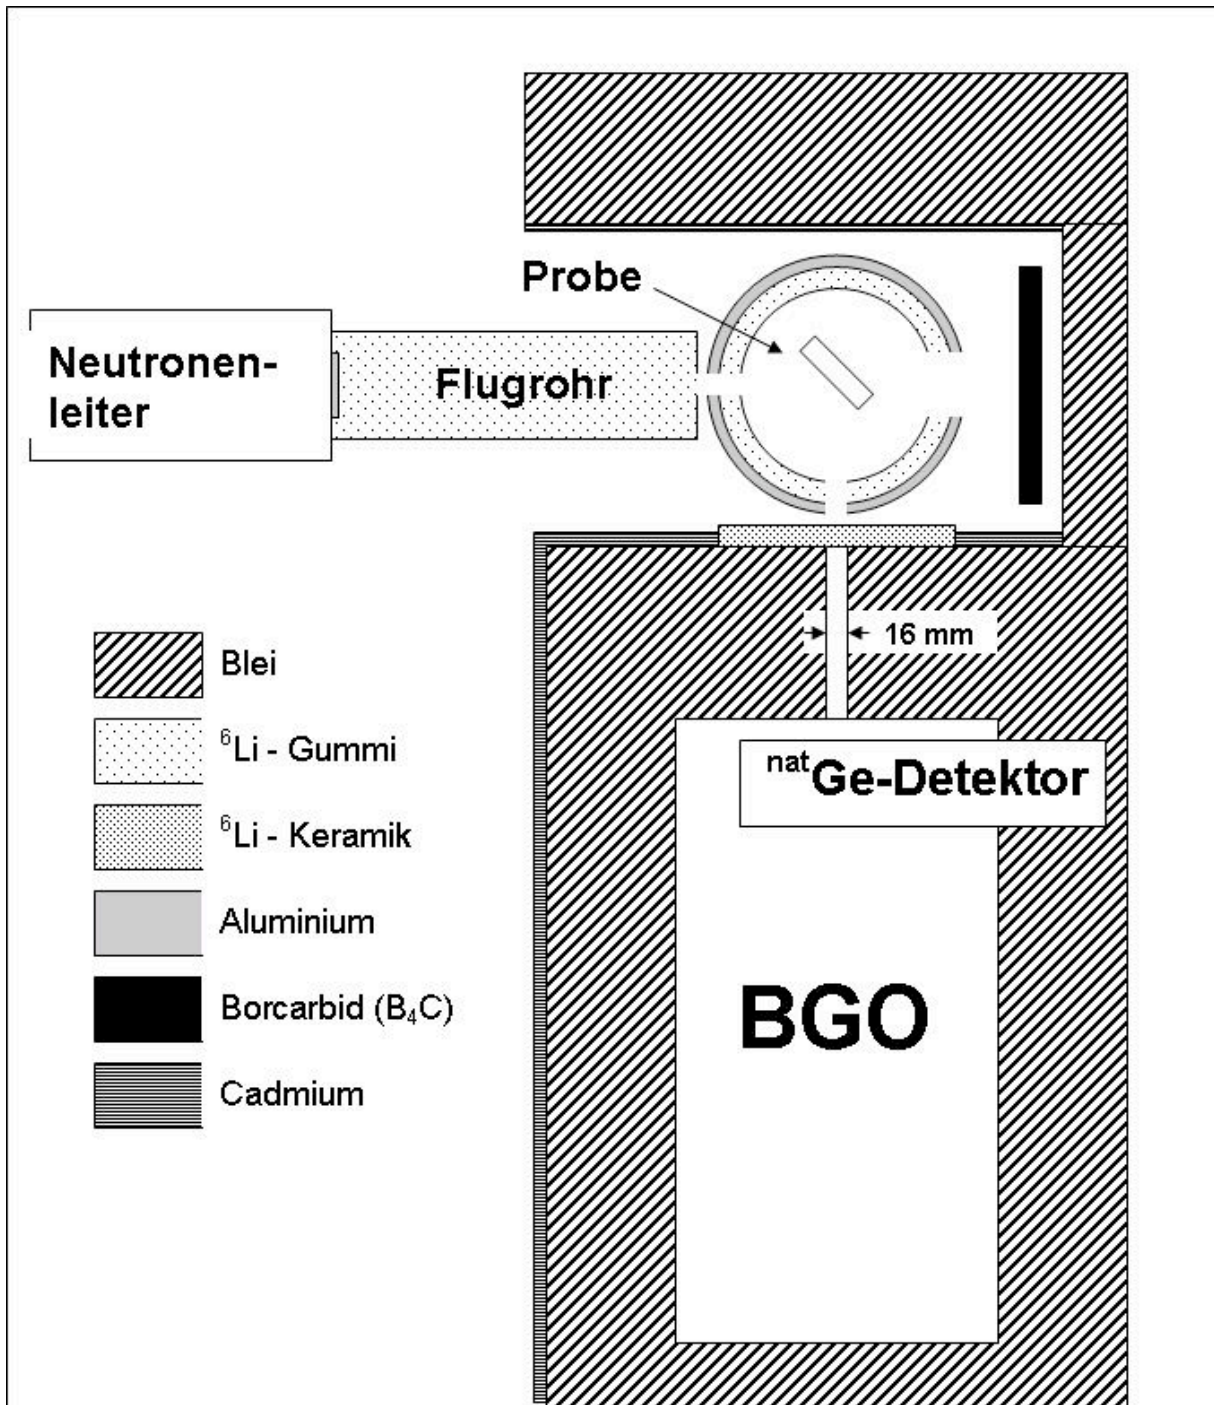 Probe
Neutronen-
leiter
Flugrohr
16 mm
Blei
⁶Li - Gummi
ⁿᵃᵗGe-Detektor
⁶Li - Keramik
Aluminium
BGO
Borcarbid (B₄C)
Cadmium